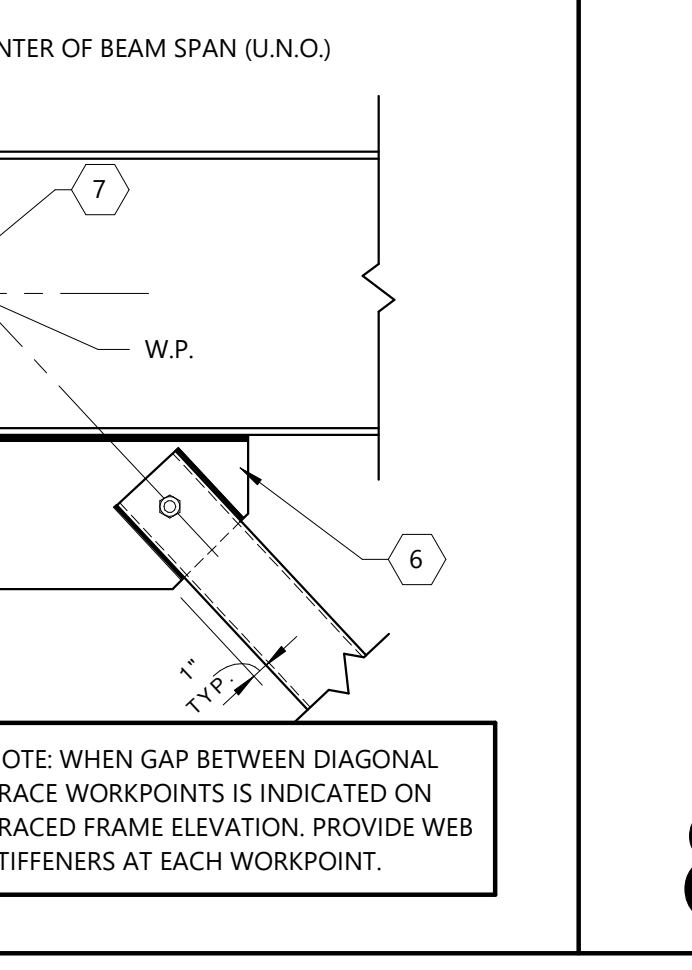 NTER OF BEAM SPAN (U.N.O.)
7
W.P.
6
1"
TYP.
OTE: WHEN GAP BETWEEN DIAGONAL
RACE WORKPOINTS IS INDICATED ON
RACED FRAME ELEVATION. PROVIDE WEB
TIFFENERS AT EACH WORKPOINT.